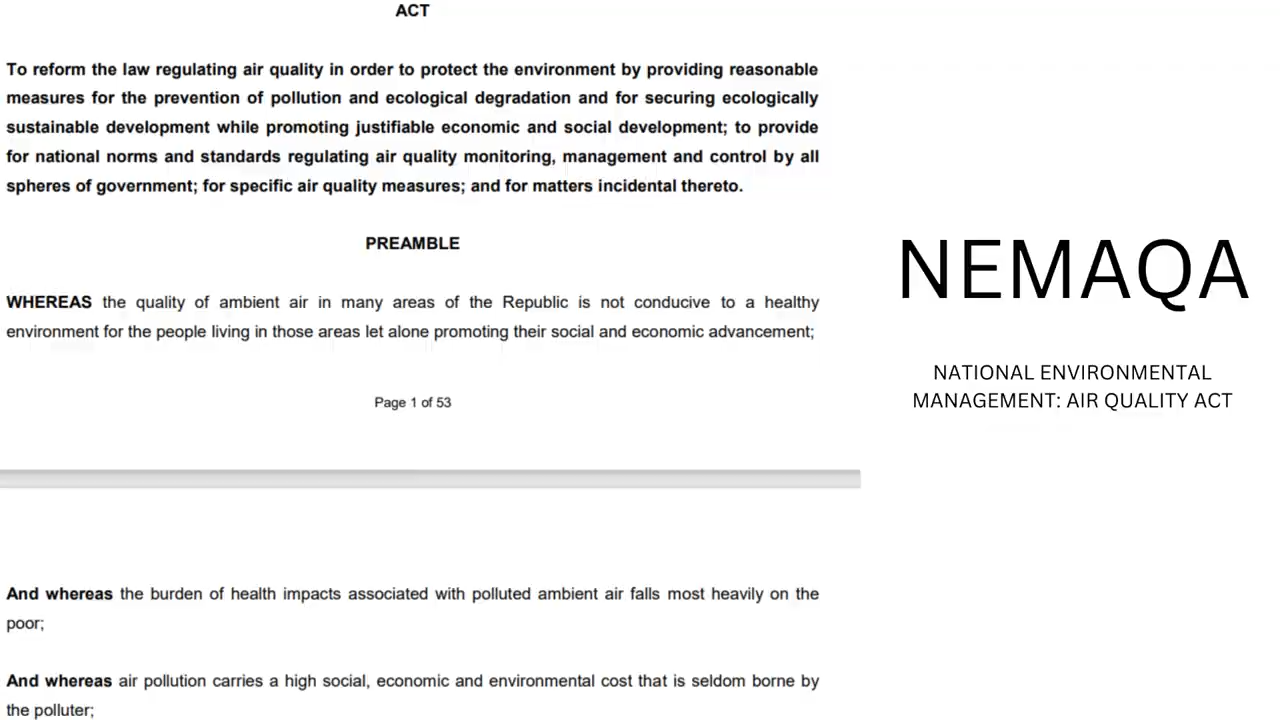 ACT
To reform the law regulating air quality in order to protect the environment by providing reasonable
measures for the prevention of pollution and ecological degradation and for securing ecologically
sustainable development while promoting justifiable economic and social development; to provide
for national norms and standards regulating air quality monitoring, management and control by all
spheres of government; for specific air quality measures; and for matters incidental thereto.
PREAMBLE
WHEREAS the quality of ambient air in many areas of the Republic is not conducive to a healthy
environment for the people living in those areas let alone promoting their social and economic advancement;
Page 1 of 53
And whereas the burden of health impacts associated with polluted ambient air falls most heavily on the
poor;
And whereas air pollution carries a high social, economic and environmental cost that is seldom borne by
the polluter;
NEMAQA
NATIONAL ENVIRONMENTAL
MANAGEMENT: AIR QUALITY ACT